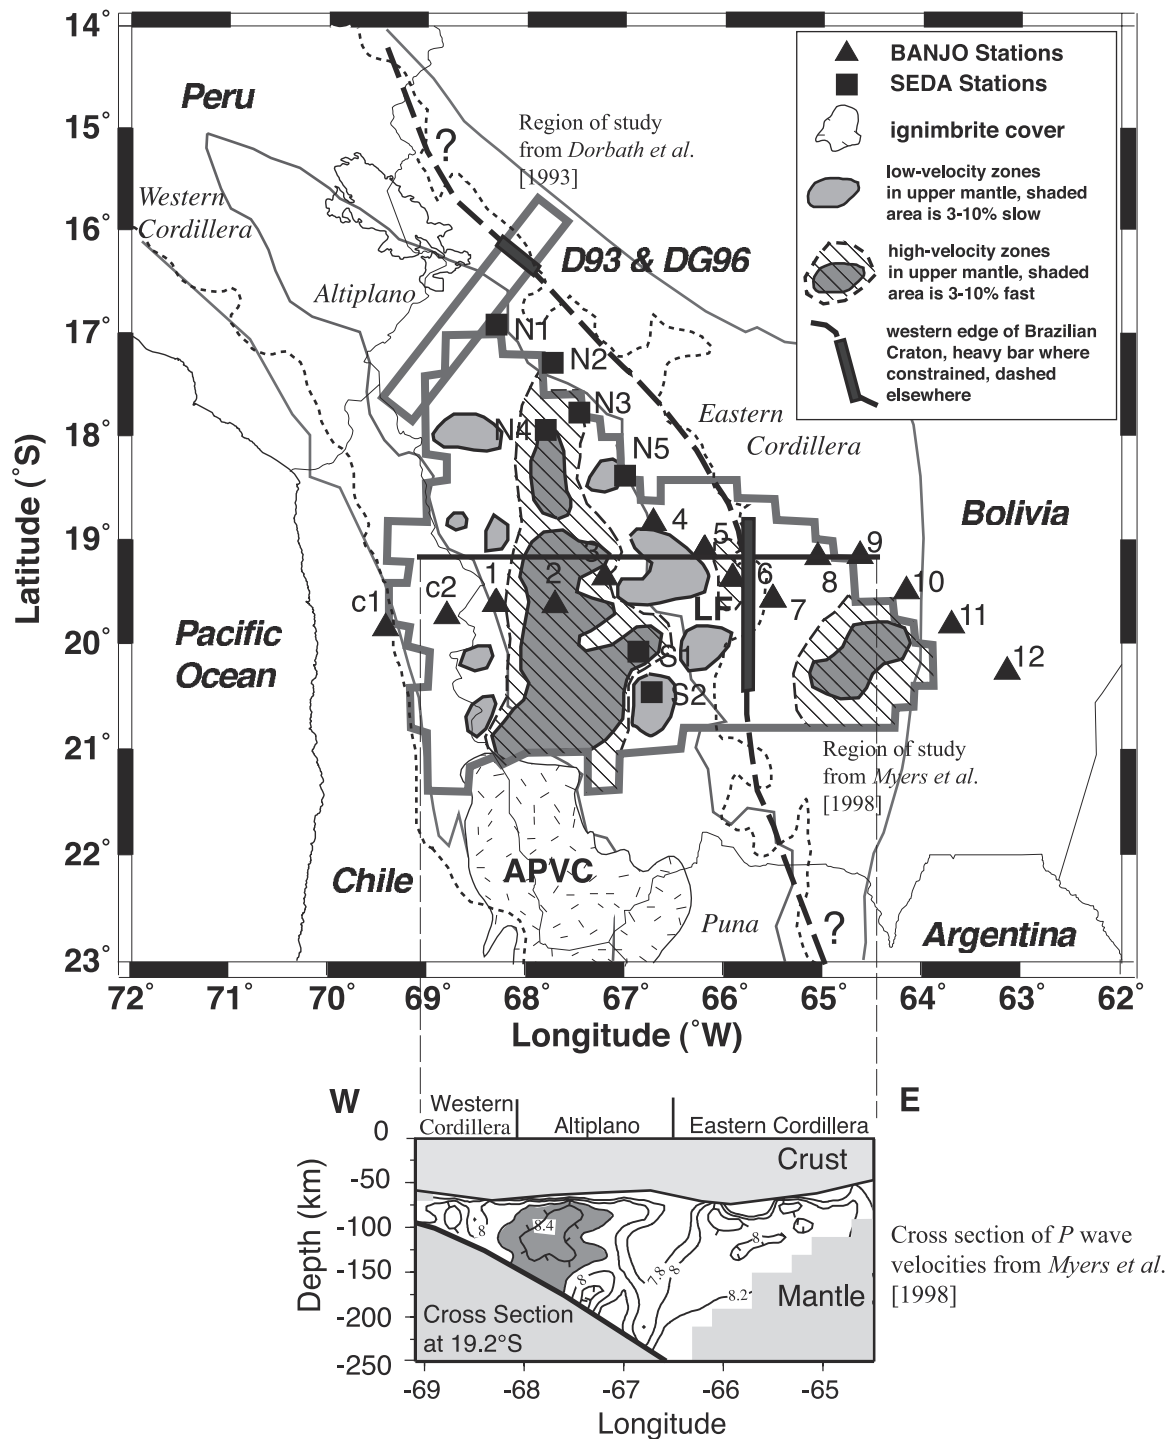 14°
15°
16°
17°
18°
19°
20°
21°
22°
23°
Latitude (°S)
72°
71°
70°
69°
68°
67°
66°
65°
64°
63°
62°
Longitude (°W)
Peru
Western
Cordillera
Altiplano
Region of study
from Dorbath et al.
[1993]
?
D93 & DG96
BANJO Stations
SEDA Stations
ignimbrite cover
low-velocity zones
in upper mantle, shaded
area is 3-10% slow
high-velocity zones
in upper mantle, shaded
area is 3-10% fast
western edge of Brazilian
Craton, heavy bar where
constrained, dashed
elsewhere
N1
N2
N3
N4
N5
Eastern
Cordillera
Bolivia
4
5
9
3
6
8
c1
c2
1
2
LF
7
10
11
12
S1
S2
Pacific
Ocean
Region of study
from Myers et al.
[1998]
APVC
Chile
Puna
?
Argentina
W
E
Western
Cordillera
Altiplano
Eastern Cordillera
0
-50
-100
-150
-200
-250
Depth (km)
Crust
8
8.4
8
7.8
8
8
8.2
Mantle
Cross Section
at 19.2°S
-69
-68
-67
-66
-65
Longitude
Cross section of P wave
velocities from Myers et al.
[1998]